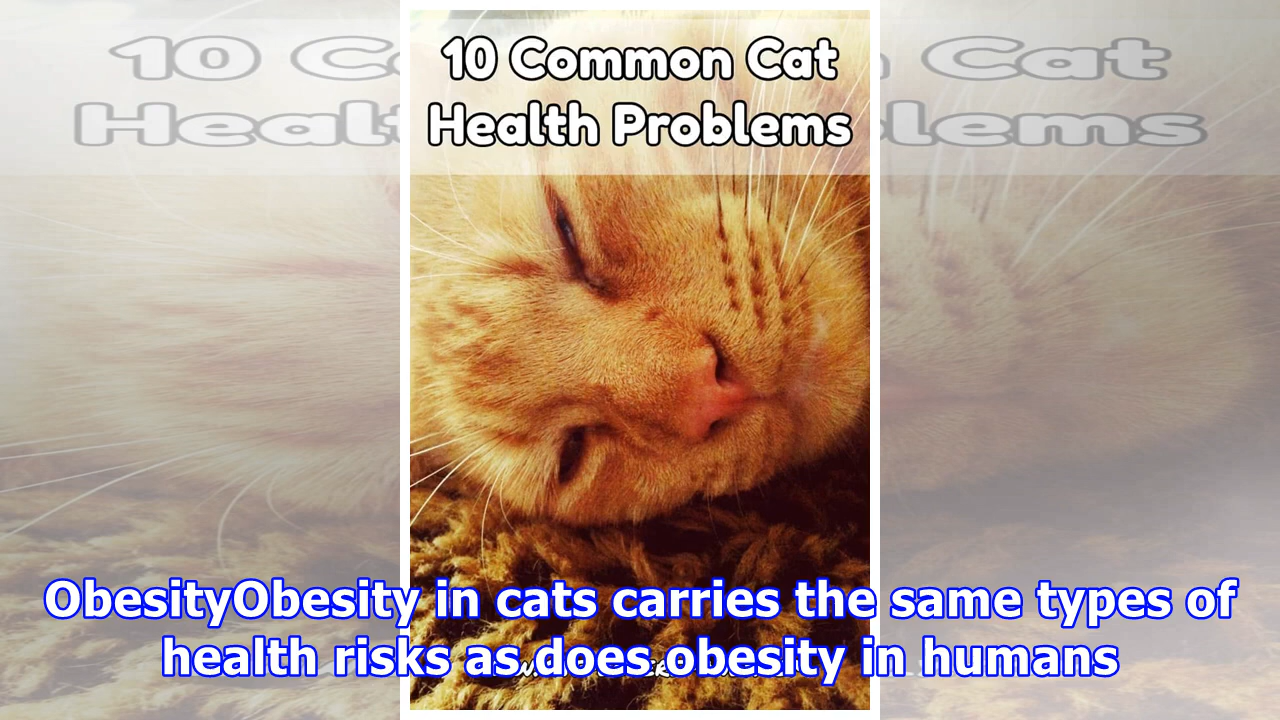 10 Common Cat
Health Problems
ObesityObesity in cats carries the same types of
health risks as does obesity in humans